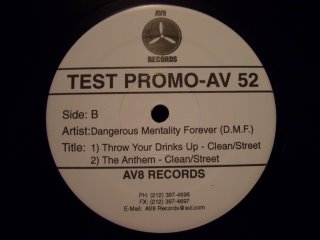 AV8
RECORDS
TEST PROMO-AV 52
Side: B
Artist: Dangerous Mentality Forever (D.M.F.)
Title: 1) Throw Your Drinks Up - Clean/Street
2) The Anthem - Clean/Street
AV8 RECORDS
PH: (212) 397-4696
FX: (212) 397-4697
E-Mail: AV8 Records@aol.com